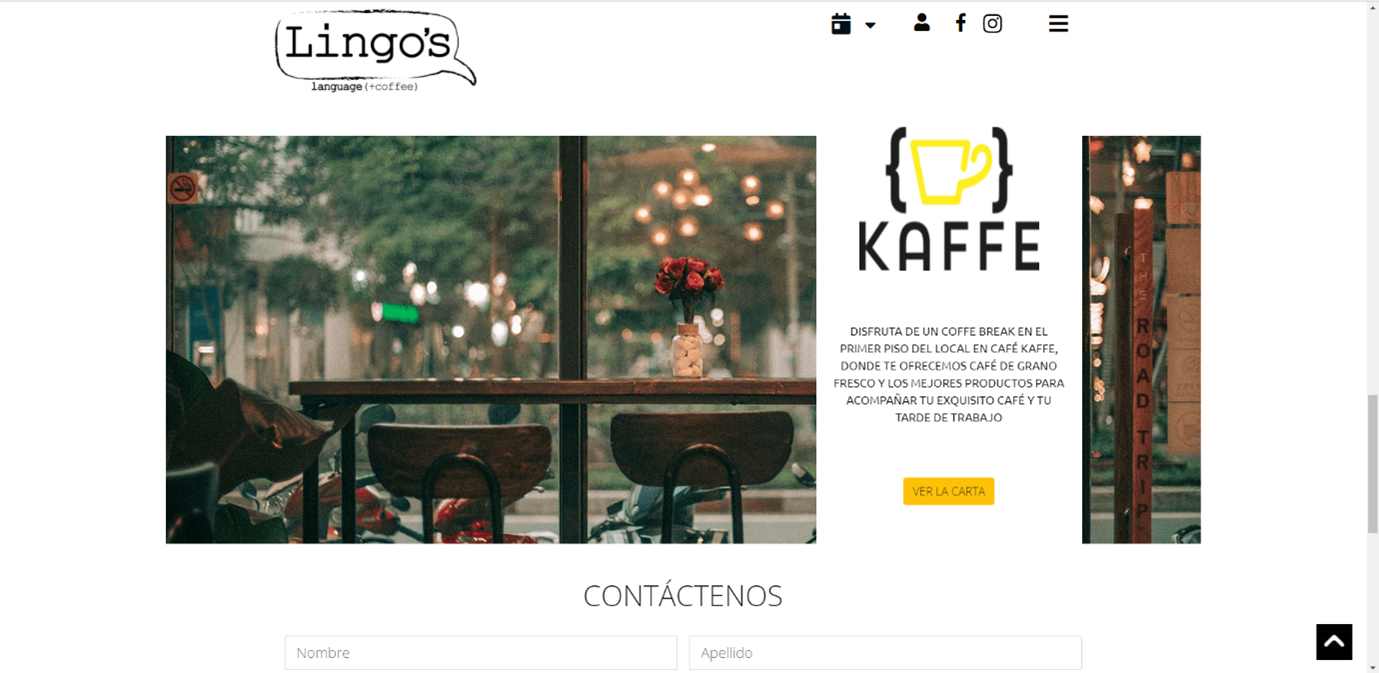 Lingo's
language(+coffee)
{ }
KAFFE
DISFRUTA DE UN COFFE BREAK EN EL
PRIMER PISO DEL LOCAL EN CAFÉ KAFFE,
DONDE TE OFRECEMOS CAFÉ DE GRANO
FRESCO Y LOS MEJORES PRODUCTOS PARA
ACOMPAÑAR TU EXQUISITO CAFÉ Y TU
TARDE DE TRABAJO
VER LA CARTA
THE ROAD TRIP
CONTÁCTENOS
Nombre
Apellido